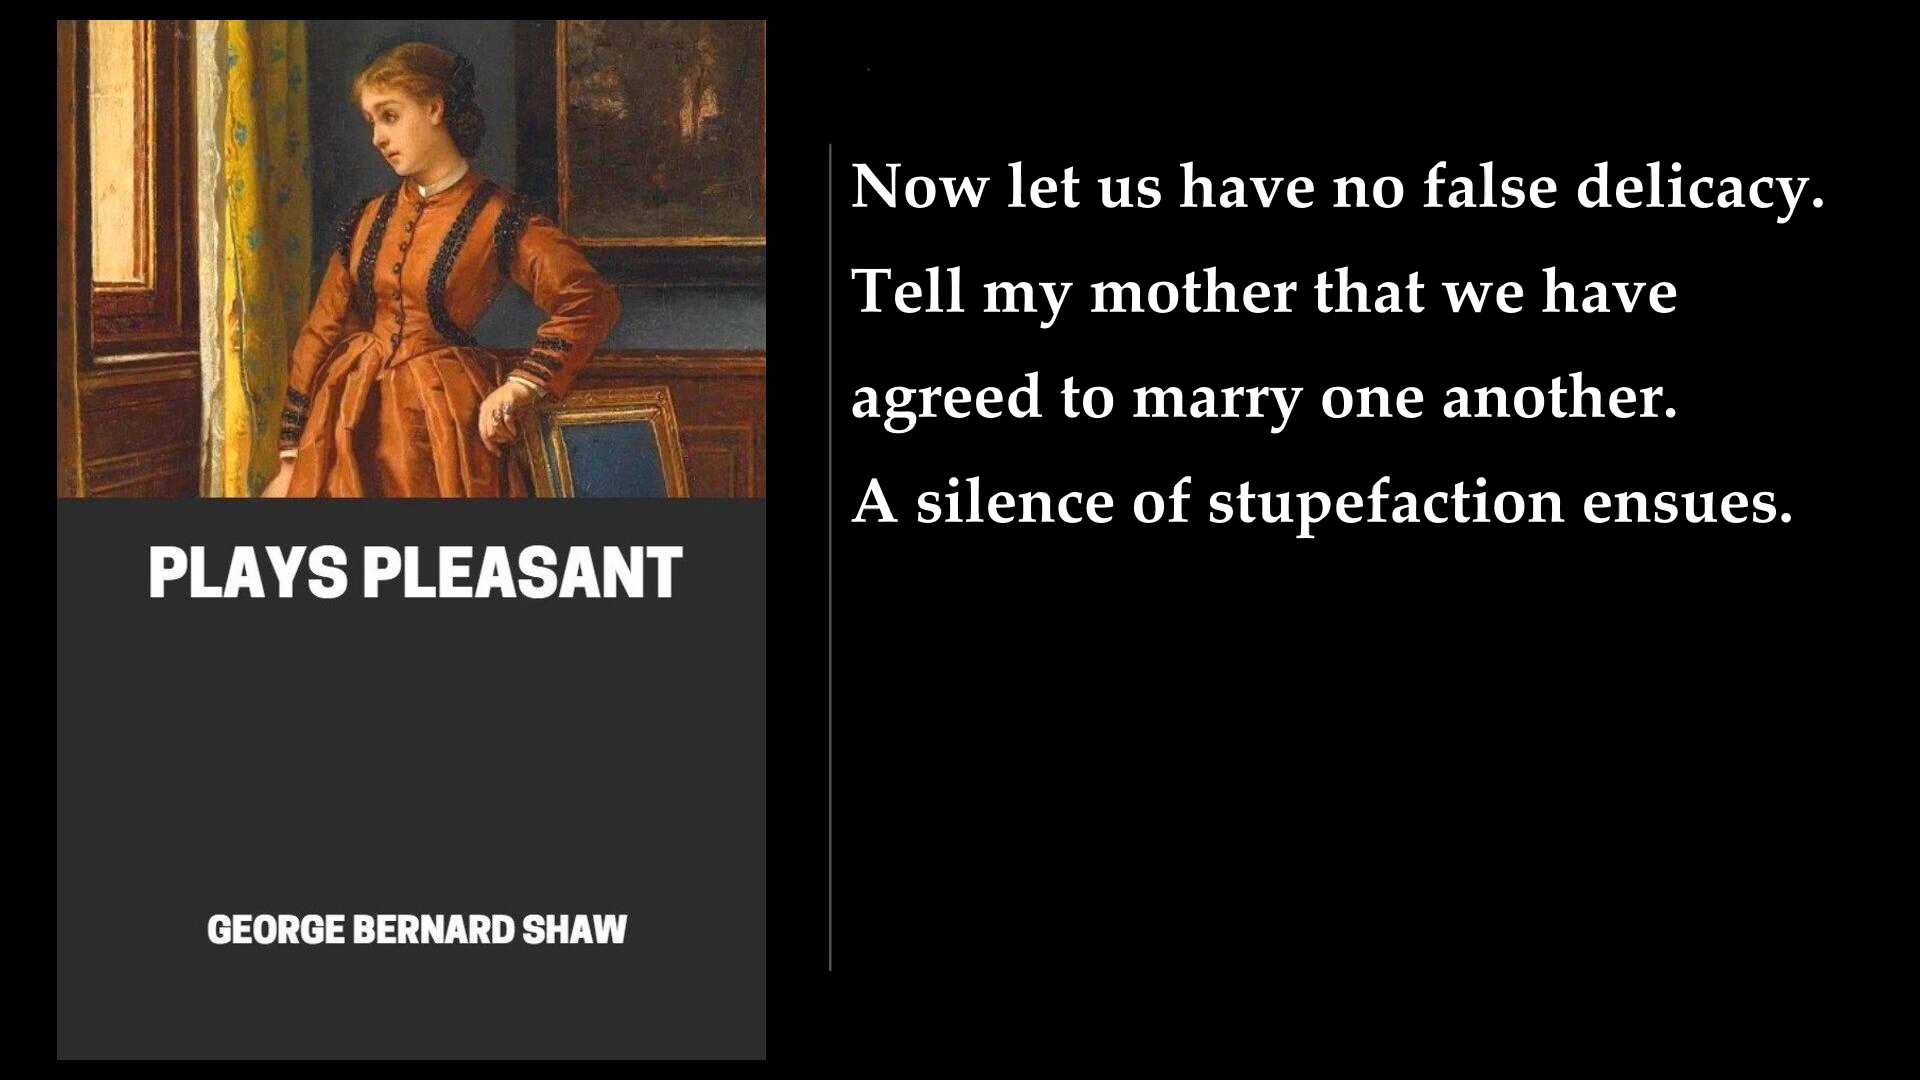 PLAYS PLEASANT
GEORGE BERNARD SHAW
Now let us have no false delicacy.
Tell my mother that we have
agreed to marry one another.
A silence of stupefaction ensues.